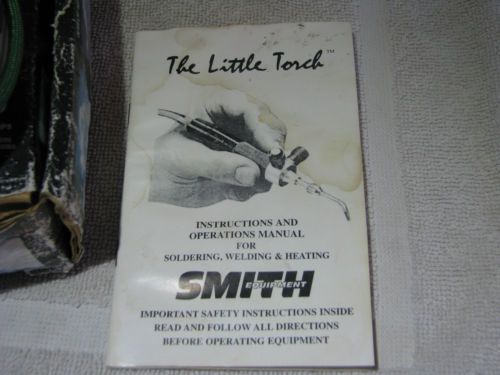 The Little Torch™
INSTRUCTIONS AND
OPERATIONS MANUAL
FOR
SOLDERING, WELDING & HEATING
SMITH
EQUIPMENT
IMPORTANT SAFETY INSTRUCTIONS INSIDE
READ AND FOLLOW ALL DIRECTIONS
BEFORE OPERATING EQUIPMENT